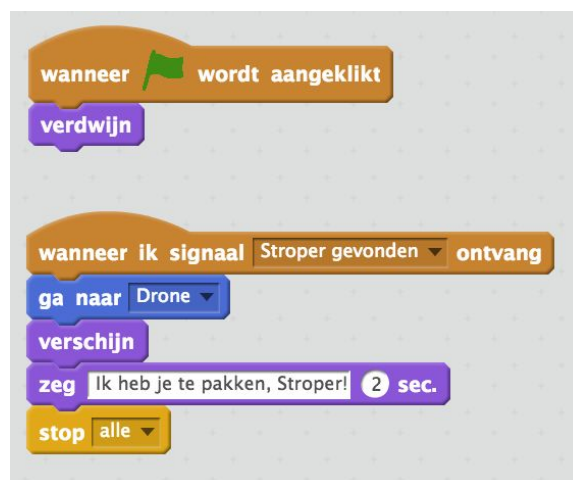 wanneer wordt aangeklikt
verdwijn
wanneer ik signaal Stroper gevonden ontvang
ga naar Drone
verschijn
zeg Ik heb je te pakken, Stroper! 2 sec.
stop alle